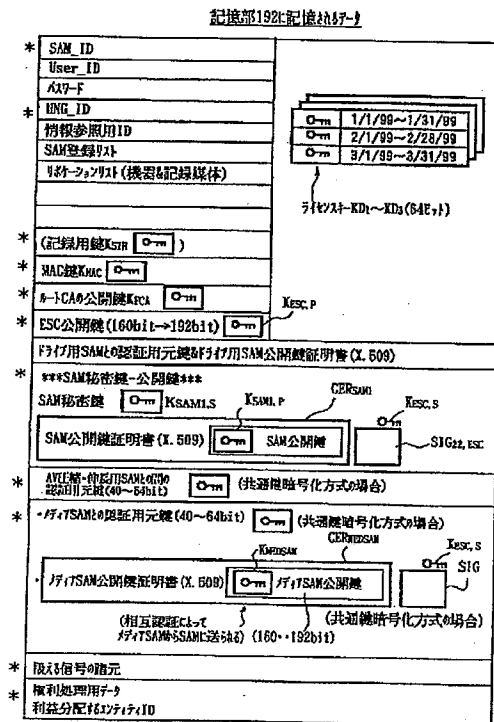 記憶部192に記憶されるデータ
* SAM_ID
User_ID
パスワード
* HNG_ID
情報参照用ID
SAM登録リスト
リボケーションリスト(機器&記録媒体)
1/1/99~1/31/99
2/1/99~2/28/99
3/1/99~3/31/99
ライセンスキーKD₁~KD₃(64ビット)
* (記録用鍵K_STR )
* MAC鍵K_MAC
* ルートCAの公開鍵K_RCA
* ESC公開鍵(160bit→192bit)
K_ESC,P
ドライブ用SAMとの認証用元鍵&ドライブ用SAM公開鍵証明書(X.509)
* ***SAM秘密鍵-公開鍵***
SAM秘密鍵 K_SAM1,S
K_SAM1,P
CER_SAM1
K_ESC,S
SAM公開鍵証明書(X.509) SAM公開鍵
SIG_22,ESC
* AV圧縮・伸長用SAMとの間の
認証用元鍵(40~64bit) (共通鍵暗号化方式の場合)
* ・メディアSAMとの認証用元鍵(40~64bit) (共通鍵暗号化方式の場合)
K_MEDSAM
CER_MEDSAM
K_ESC,S
SIG
・メディアSAM公開鍵証明書(X.509) メディアSAM公開鍵
(共通鍵暗号化方式の場合)
(相互認証によって
メディアSAMからSAMに送られる) (160‥192bit)
* 扱える信号の諸元
* 権利処理用データ
利益分配するエンティティID